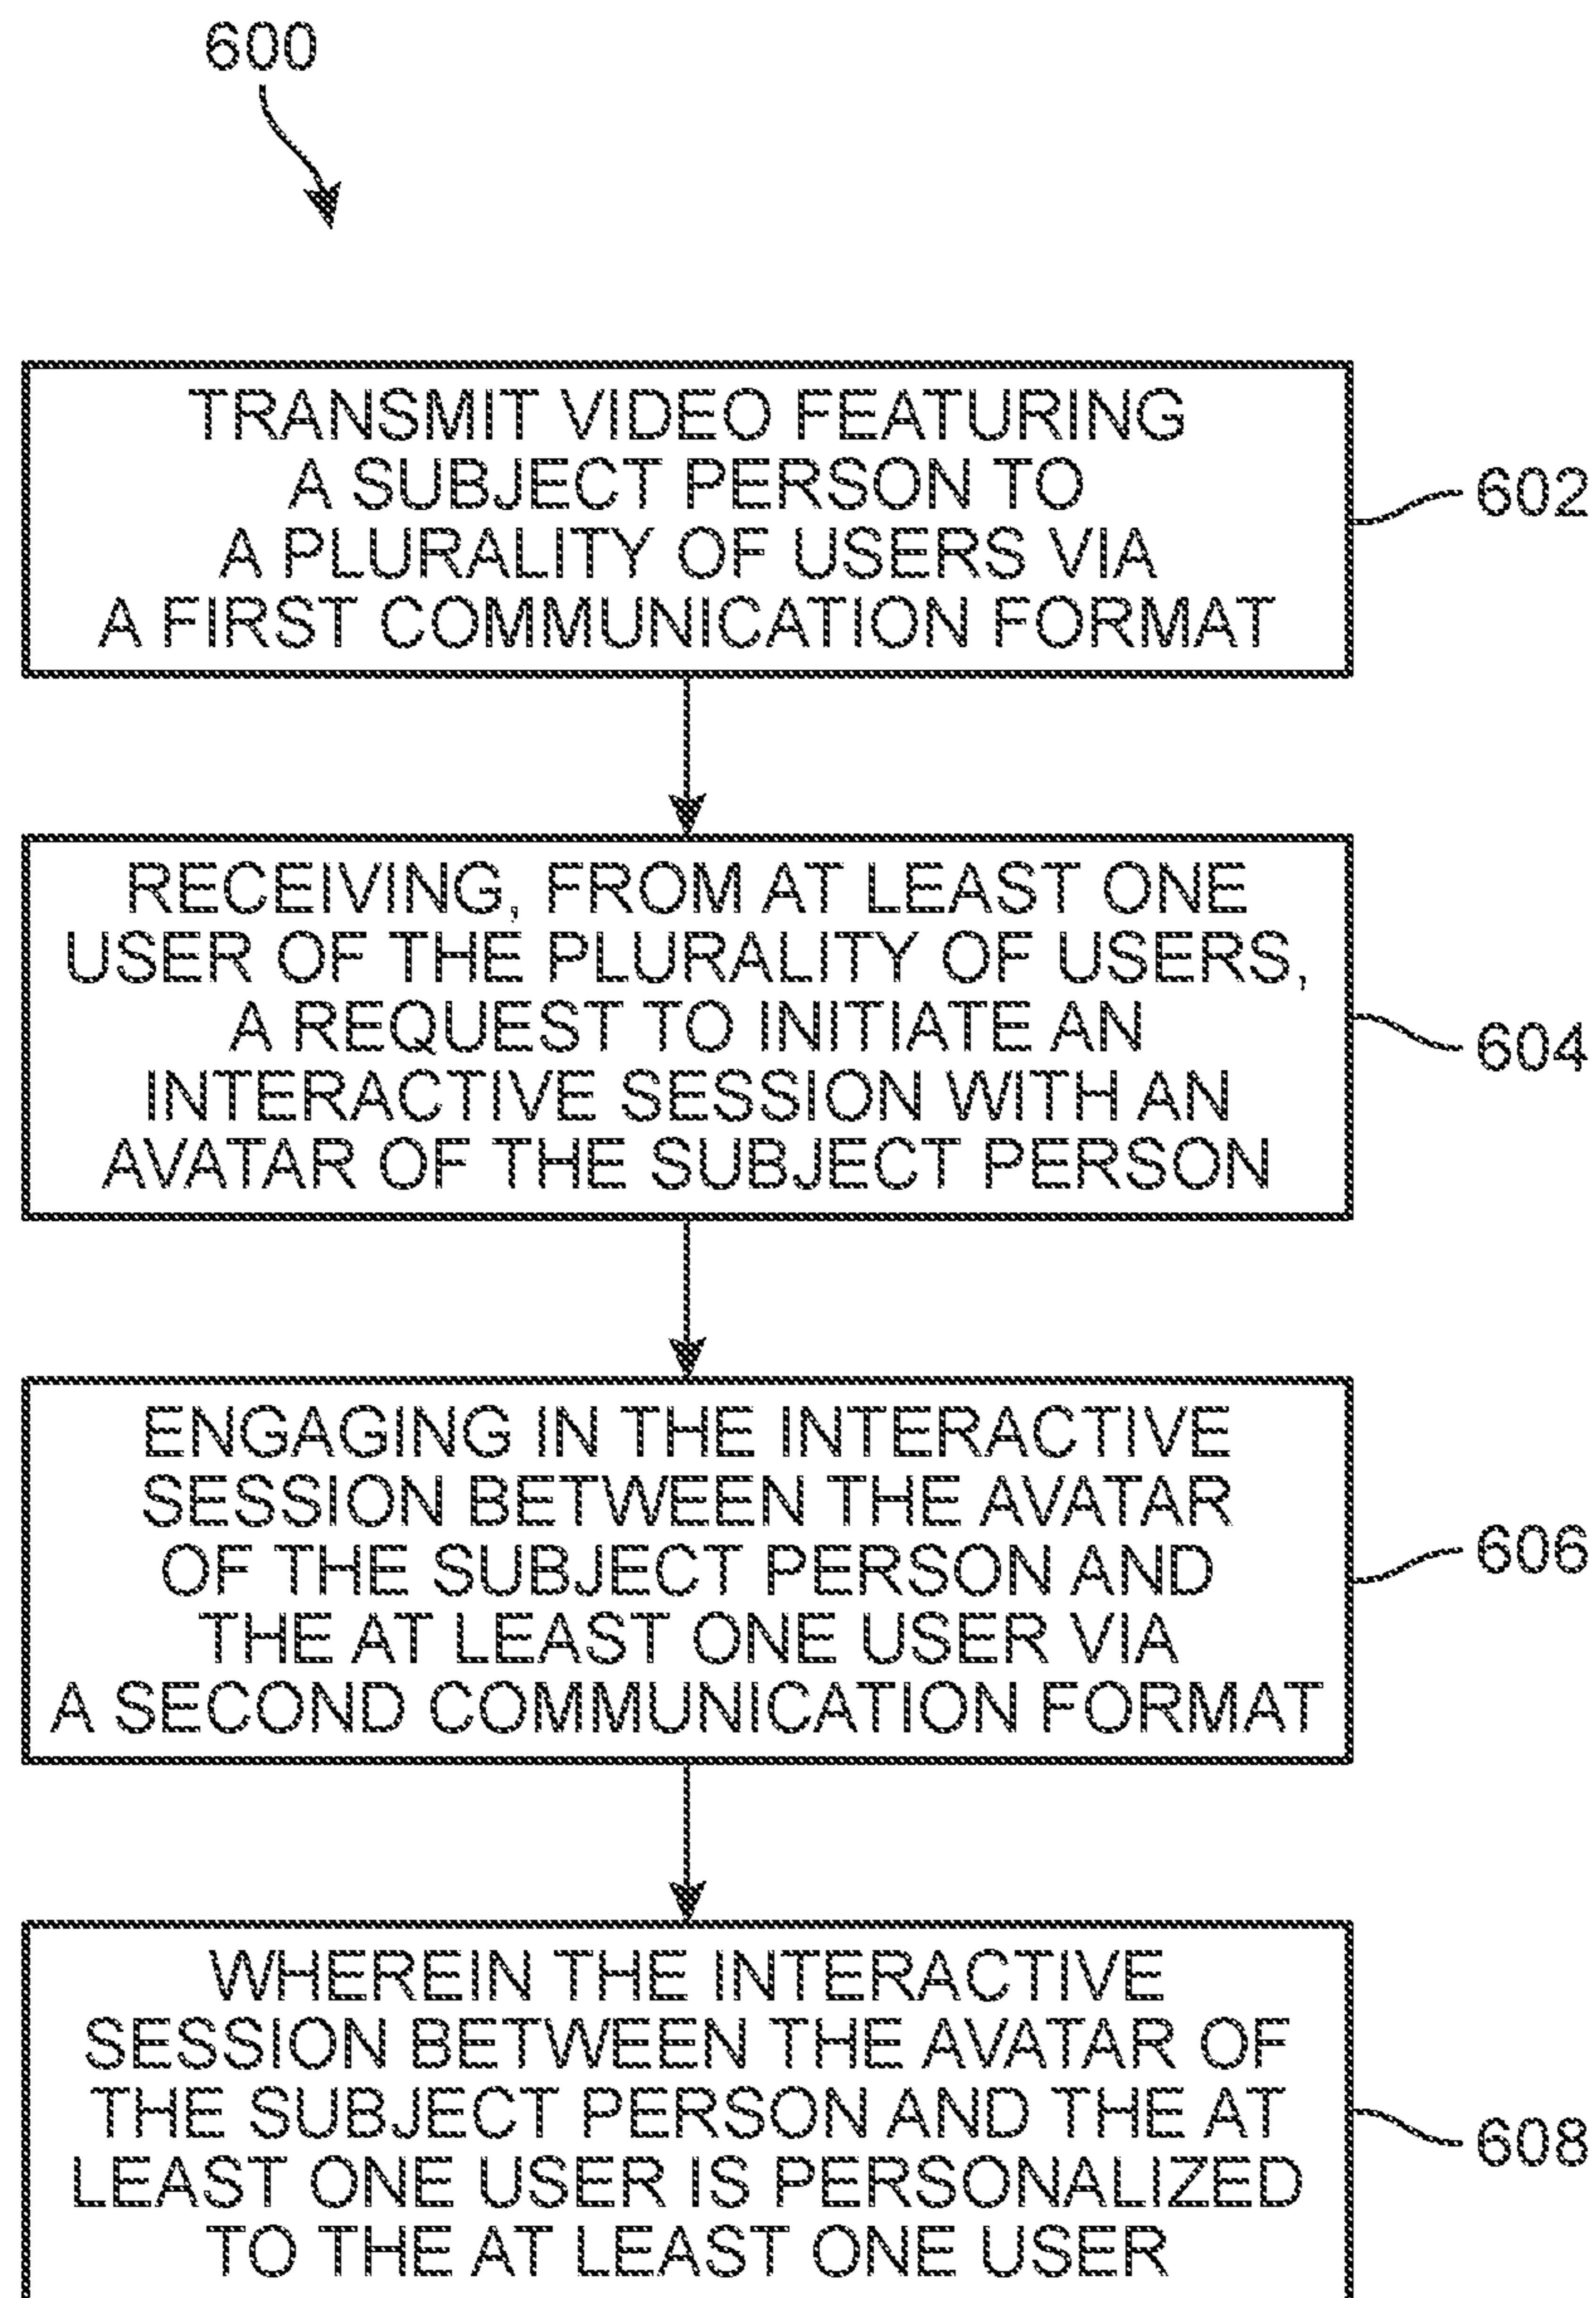 600
TRANSMIT VIDEO FEATURING
A SUBJECT PERSON TO
A PLURALITY OF USERS VIA
A FIRST COMMUNICATION FORMAT
602
RECEIVING, FROM AT LEAST ONE
USER OF THE PLURALITY OF USERS,
A REQUEST TO INITIATE AN
INTERACTIVE SESSION WITH AN
AVATAR OF THE SUBJECT PERSON
604
ENGAGING IN THE INTERACTIVE
SESSION BETWEEN THE AVATAR
OF THE SUBJECT PERSON AND
THE AT LEAST ONE USER VIA
A SECOND COMMUNICATION FORMAT
606
WHEREIN THE INTERACTIVE
SESSION BETWEEN THE AVATAR OF
THE SUBJECT PERSON AND THE AT
LEAST ONE USER IS PERSONALIZED
TO THE AT LEAST ONE USER
608